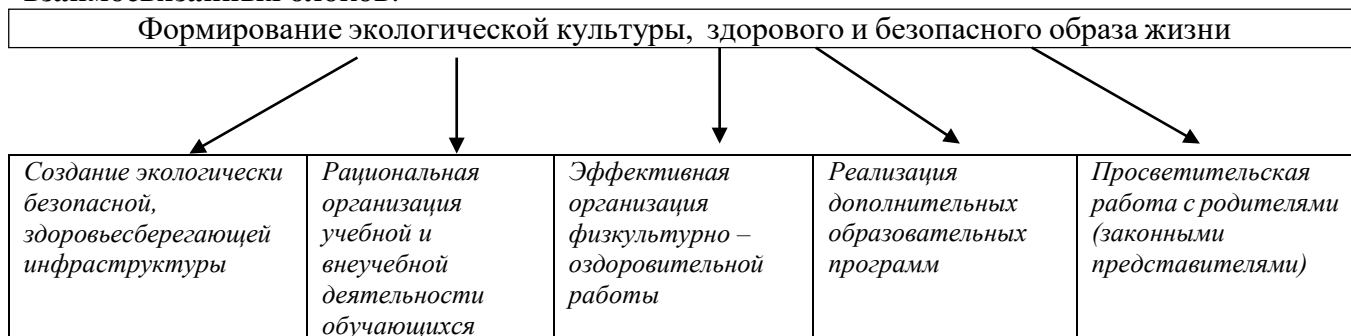 Формирование экологической культуры, здорового и безопасного образа жизни
Создание экологически
безопасной,
здоровьесберегающей
инфраструктуры
Рациональная
организация
учебной и
внеучебной
деятельности
обучающихся
Эффективная
организация
физкультурно –
оздоровительной
работы
Реализация
дополнительных
образовательных
программ
Просветительская
работа с родителями
(законными
представителями)